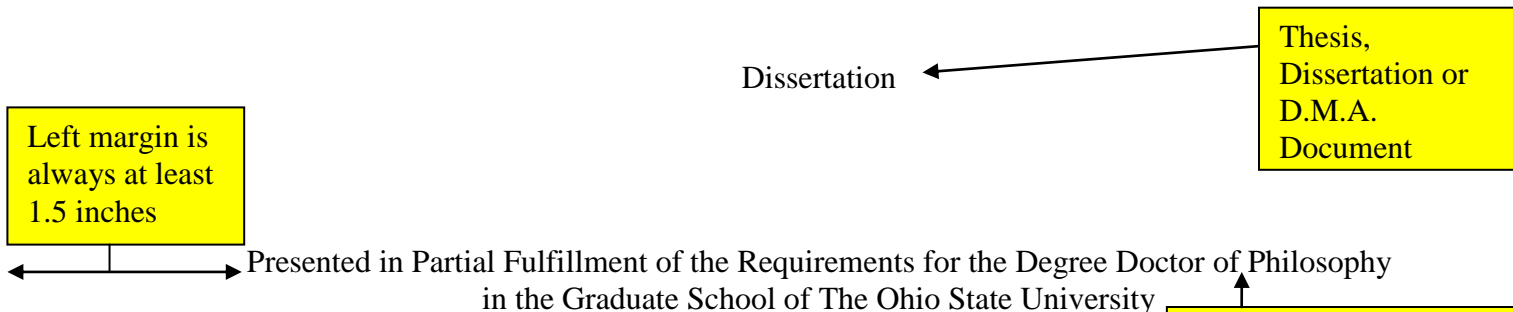 Thesis,
Dissertation or
D.M.A.
Document
Dissertation
Left margin is
always at least
1.5 inches
Presented in Partial Fulfillment of the Requirements for the Degree Doctor of Philosophy
in the Graduate School of The Ohio State University